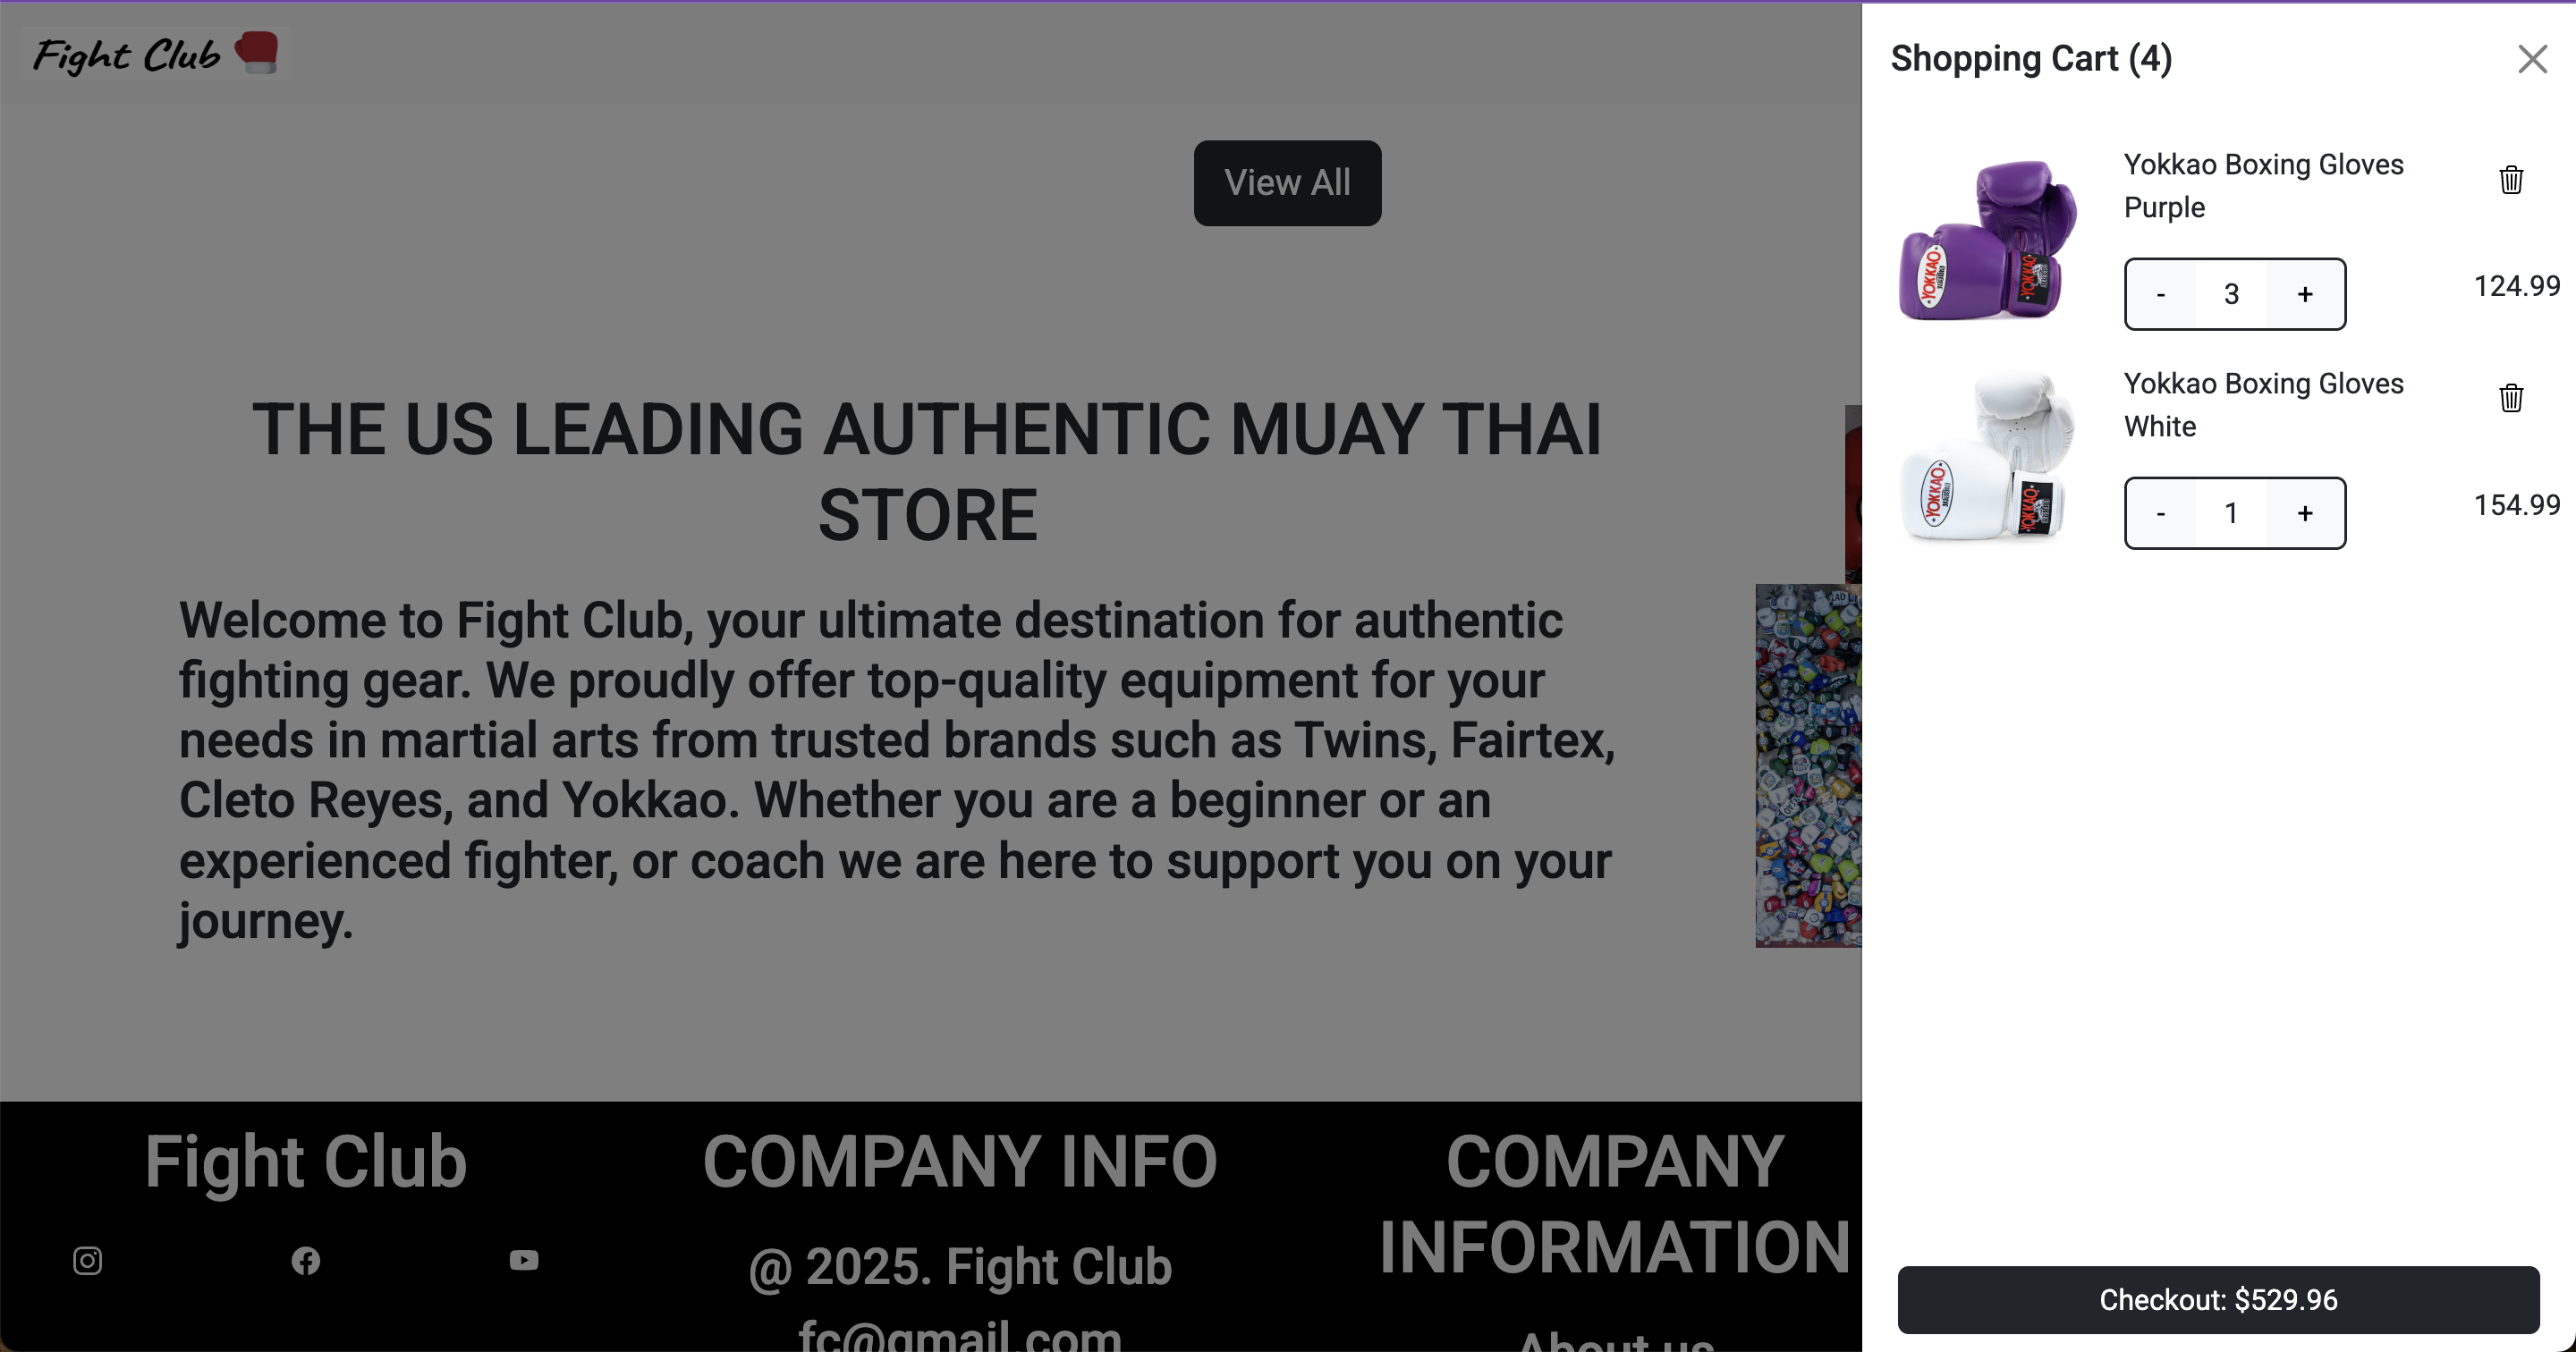 Fight Club
View All
THE US LEADING AUTHENTIC MUAY THAI
STORE
Welcome to Fight Club, your ultimate destination for authentic
fighting gear. We proudly offer top-quality equipment for your
needs in martial arts from trusted brands such as Twins, Fairtex,
Cleto Reyes, and Yokkao. Whether you are a beginner or an
experienced fighter, or coach we are here to support you on your
journey.
Fight Club
COMPANY INFO
@ 2025. Fight Club
fc@gmail.com
COMPANY
INFORMATION
About us
Shopping Cart (4)
YOKKAO
YOKKAO
Yokkao Boxing Gloves
Purple
- 3 +
124.99
YOKKAO
YOKKAO
Yokkao Boxing Gloves
White
- 1 +
154.99
Checkout: $529.96